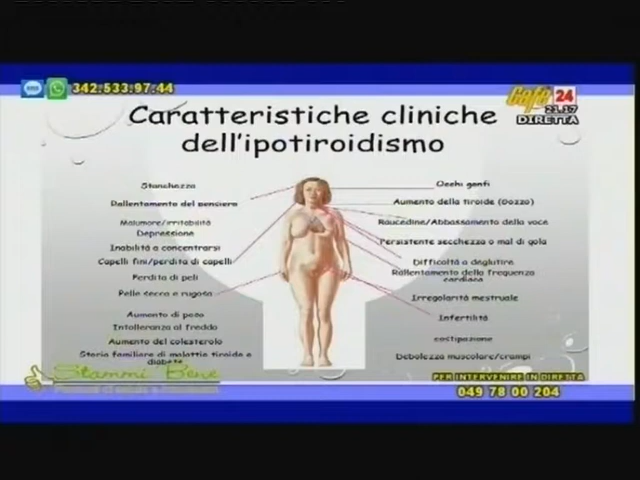 342.533.97.44
Cafè 24
21.17
DIRETTA
Caratteristiche cliniche
dell'ipotiroidismo
Stanchezza
Rallentamento del pensiero
Malumore/irritabilità
Depressione
Inabilità a concentrarsi
Capelli fini/perdita di capelli
Perdita di peli
Pelle secca e rugosa
Aumento di peso
Intolleranza al freddo
Aumento del colesterolo
Storia familiare di malattie tiroide e
diabete
Occhi gonfi
Aumento della tiroide (Gozzo)
Raucedine/Abbassamento della voce
Persistente secchezza o mal di gola
Difficoltà a deglutire
Rallentamento della frequenza
cardiaca
Irregolarità mestruale
Infertilità
costipazione
Debolezza muscolare/crampi
Stammi Bene
PER INTERVENIRE IN DIRETTA
049 78 00 204